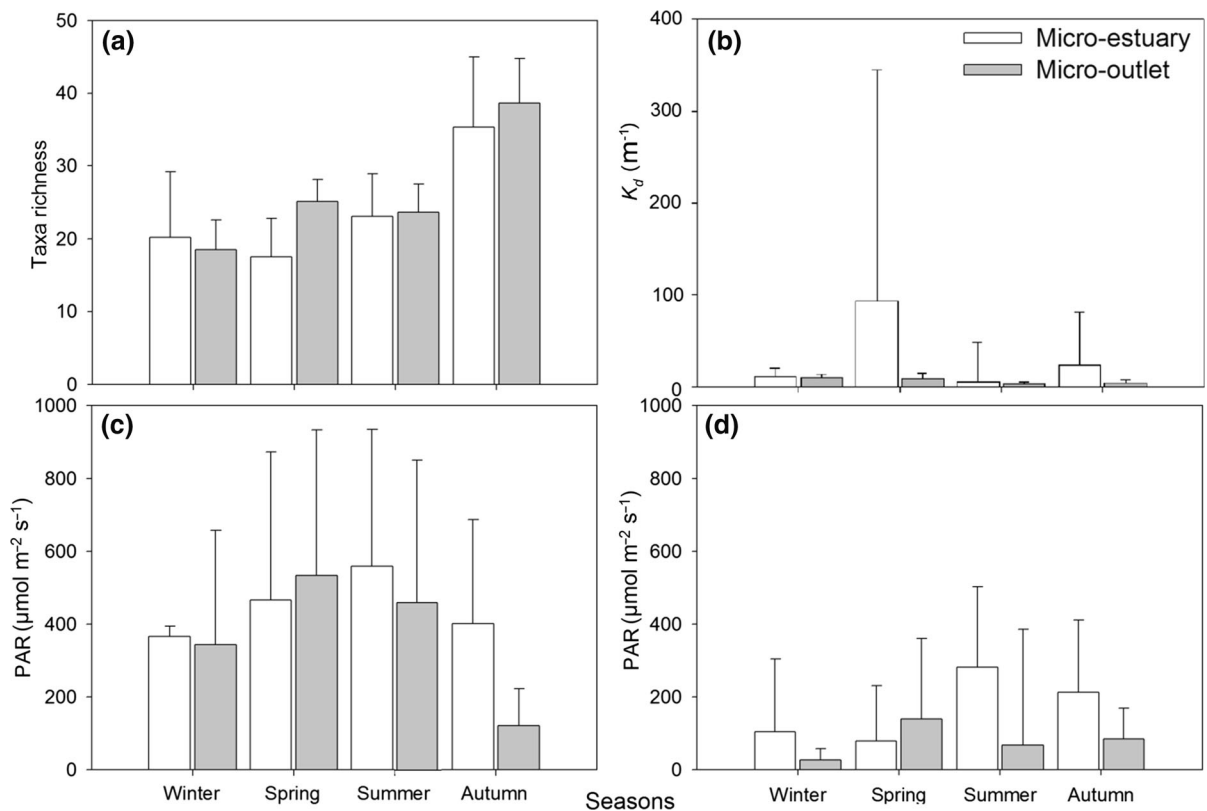 (a)
50
40
30
20
10
0
Taxa richness
(b)
400
300
200
100
0
K_d (m⁻¹)
Micro-estuary
Micro-outlet
(c)
1000
800
600
400
200
0
PAR (µmol m⁻² s⁻¹)
Winter Spring Summer Autumn
(d)
1000
800
600
400
200
0
PAR (µmol m⁻² s⁻¹)
Winter Spring Summer Autumn
Seasons